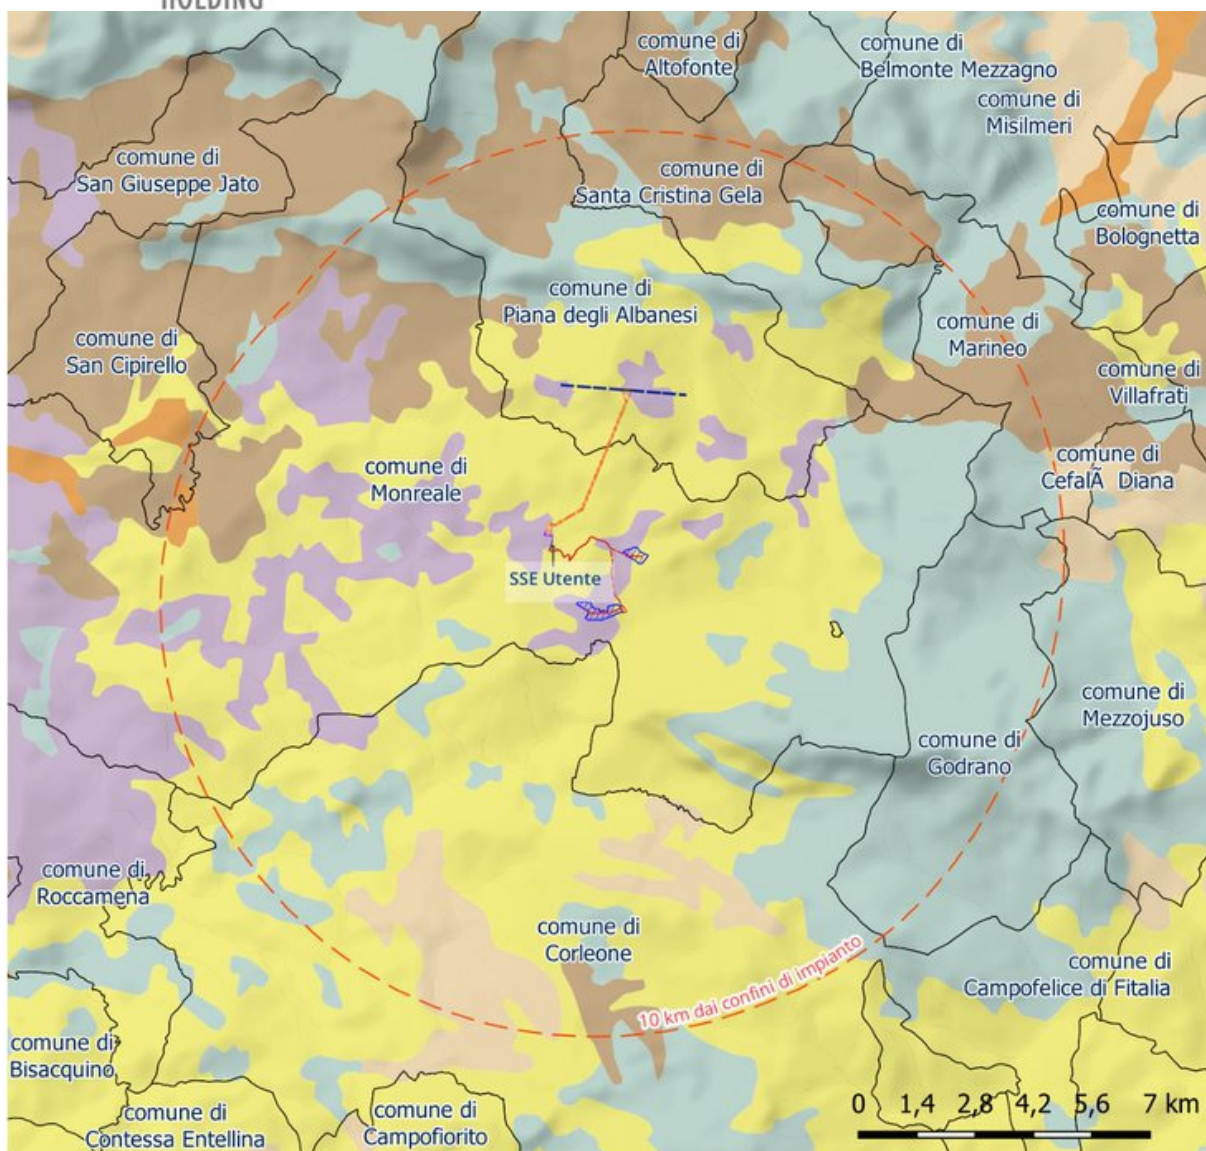 HOLDING
comune di
Altofonte
comune di
Belmonte Mezzagno
comune di
Misilmeri
comune di
San Giuseppe Jato
comune di
Santa Cristina Gela
comune di
Bolognetta
comune di
Piana degli Albanesi
comune di
Marineo
comune di
San Cipirello
comune di
Villafrati
comune di
Monreale
comune di
CefalÃ Diana
SSE Utente
comune di
Mezzojuso
comune di
Godrano
comune di
Roccamena
comune di
Corleone
10 km dai confini di impianto
comune di
Campofelice di Fitalia
comune di
Bisacquino
comune di
Contessa Entellina
comune di
Campofiorito
0 1,4 2,8 4,2 5,6 7 km